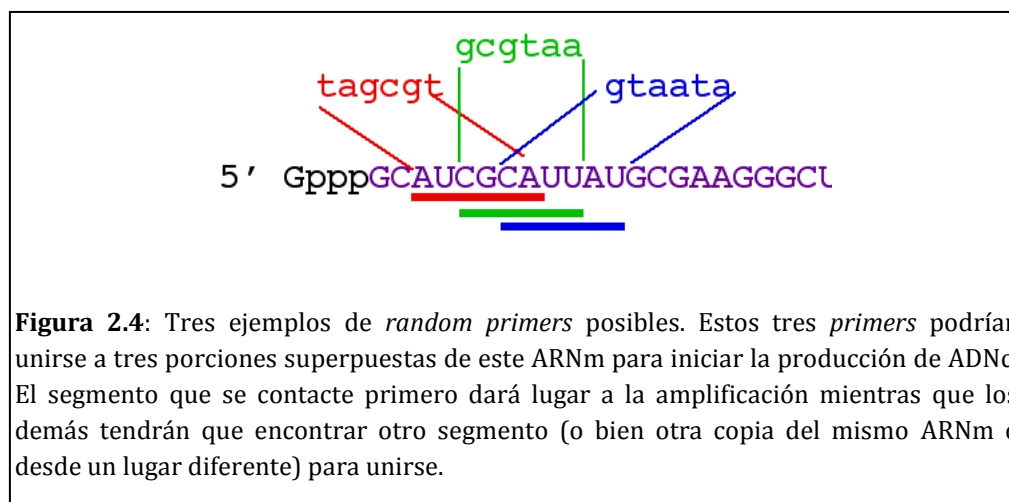 gcgtaa
tagcgt gtaata
5' GpppGCAUCGCAUUAUGCGAAGGGCU
Figura 2.4: Tres ejemplos de random primers posibles. Estos tres primers podrían
unirse a tres porciones superpuestas de este ARNm para iniciar la producción de ADNc
El segmento que se contacte primero dará lugar a la amplificación mientras que los
demás tendrán que encontrar otro segmento (o bien otra copia del mismo ARNm o
desde un lugar diferente) para unirse.